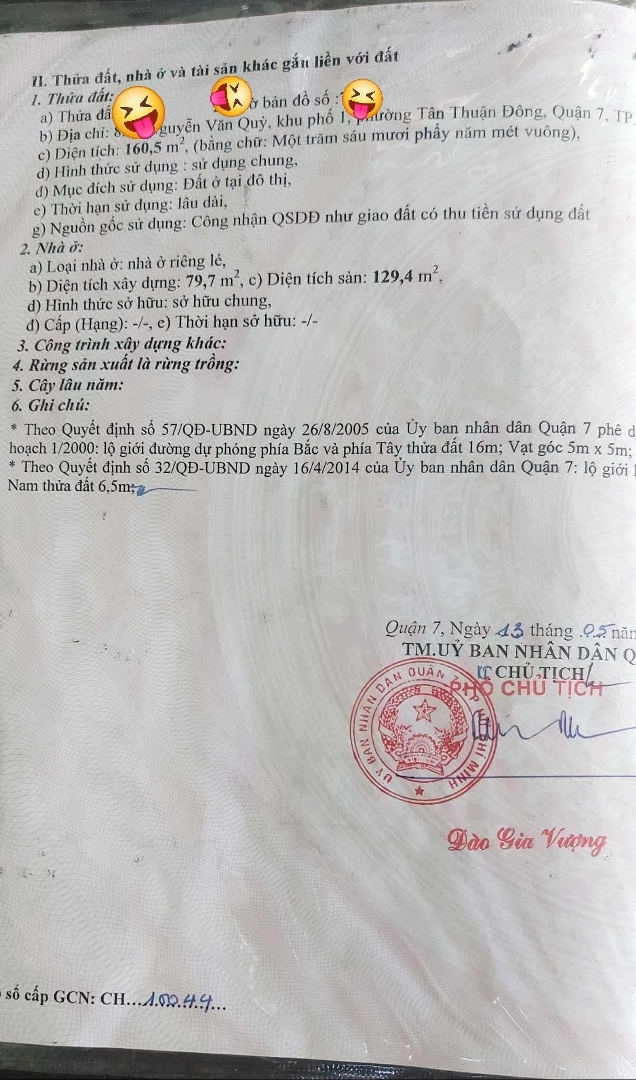 II. Thửa đất, nhà ở và tài sản khác gắn liền với đất
1. Thửa đất:
a) Thửa đấ ờ bản đồ số :
b) Địa chỉ: guyễn Văn Quỳ, khu phố 1, phường Tân Thuận Đông, Quận 7, TP
c) Diện tích: 160,5 m², (bằng chữ: Một trăm sáu mươi phẩy năm mét vuông),
d) Hình thức sử dụng : sử dụng chung,
đ) Mục đích sử dụng: Đất ở tại đô thị,
e) Thời hạn sử dụng: lâu dài,
g) Nguồn gốc sử dụng: Công nhận QSDĐ như giao đất có thu tiền sử dụng đất
2. Nhà ở:
a) Loại nhà ở: nhà ở riêng lẻ,
b) Diện tích xây dựng: 79,7 m², c) Diện tích sàn: 129,4 m²,
d) Hình thức sở hữu: sở hữu chung,
đ) Cấp (Hạng): -/-, e) Thời hạn sở hữu: -/-
3. Công trình xây dựng khác:
4. Rừng sản xuất là rừng trồng:
5. Cây lâu năm:
6. Ghi chú:
* Theo Quyết định số 57/QĐ-UBND ngày 26/8/2005 của Ủy ban nhân dân Quận 7 phê d
hoạch 1/2000: lộ giới đường dự phóng phía Bắc và phía Tây thửa đất 16m; Vạt góc 5m x 5m;
* Theo Quyết định số 32/QĐ-UBND ngày 16/4/2014 của Ủy ban nhân dân Quận 7: lộ giới
Nam thửa đất 6,5m;
Quận 7, Ngày 13 tháng 05 năm
TM.UỶ BAN NHÂN DÂN Q
CHỦ TỊCH
PHÓ CHỦ TỊCH
ỦY BAN NHÂN DÂN QUẬN 7 T.P HỒ CHÍ MINH
Đào Gia Vượng
số cấp GCN: CH...10044...